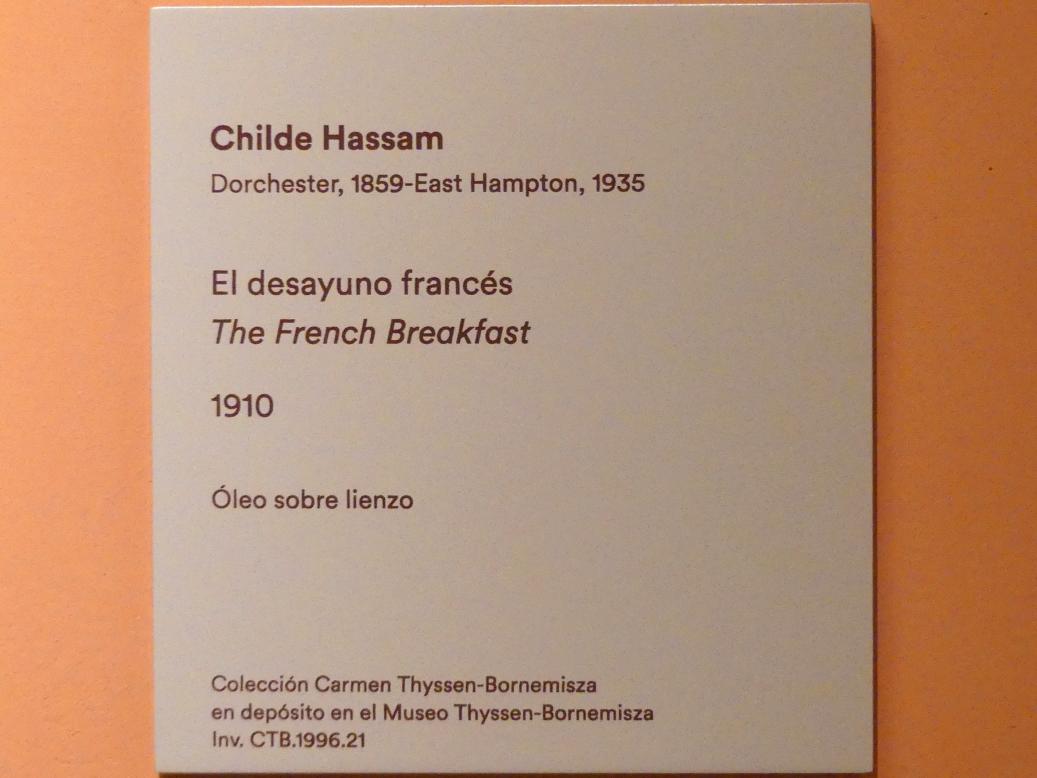 Childe Hassam
Dorchester, 1859-East Hampton, 1935
El desayuno francés
The French Breakfast
1910
Óleo sobre lienzo
Colección Carmen Thyssen-Bornemisza
en depósito en el Museo Thyssen-Bornemisza
Inv. CTB.1996.21